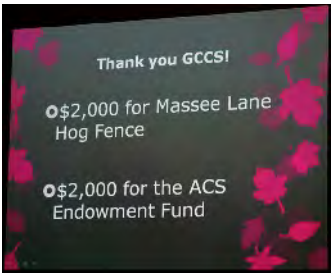 Thank you GCCS!
$2,000 for Massee Lane
Hog Fence
$2,000 for the ACS
Endowment Fund